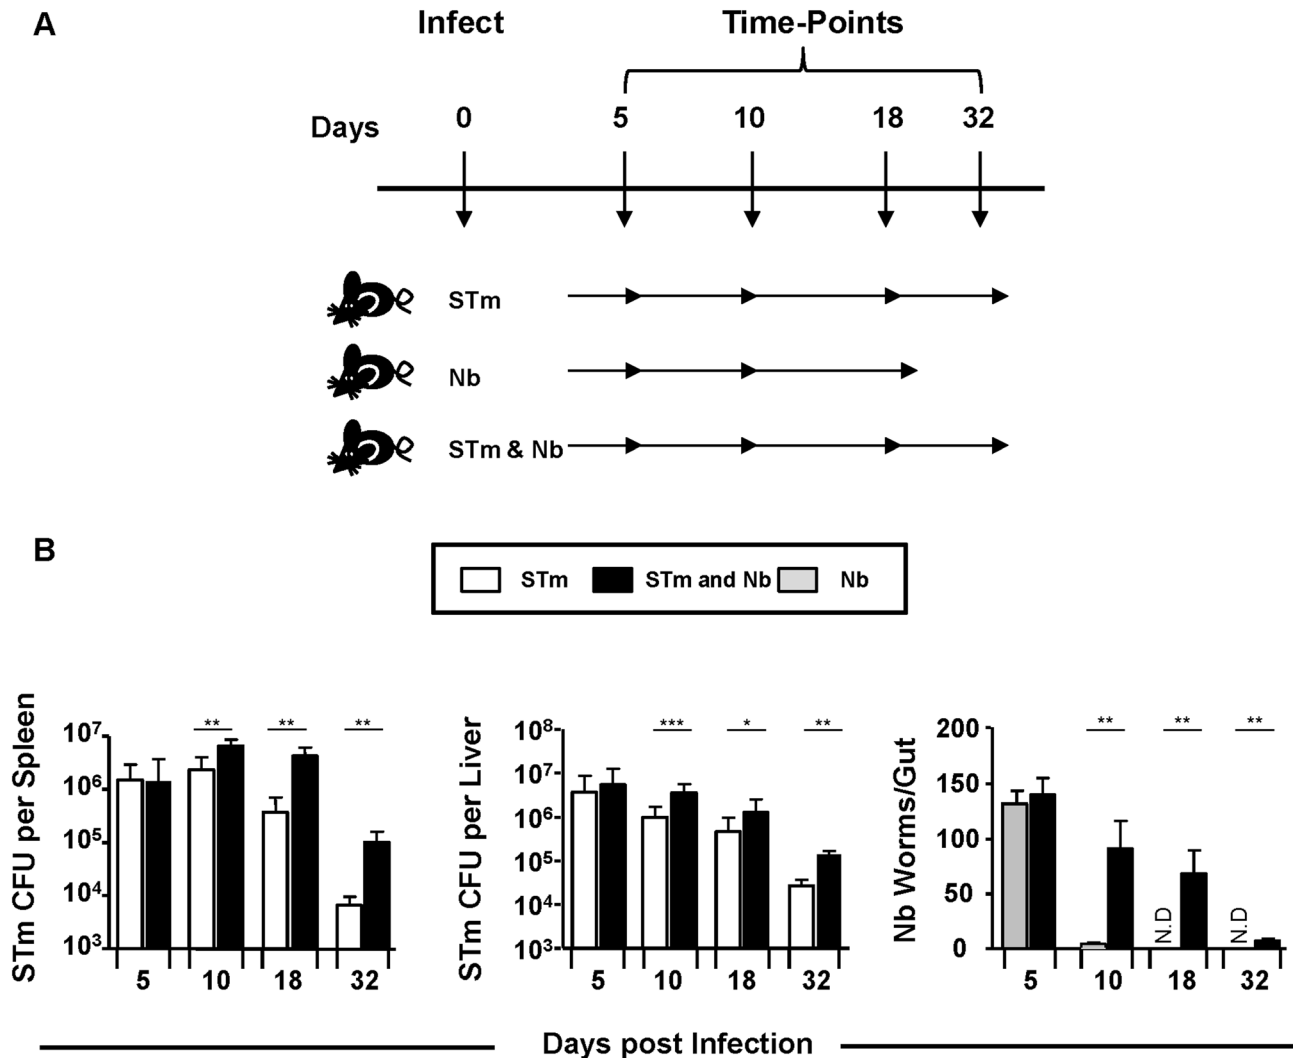 A
Infect
Time-Points
Days
0 5 10 18 32
STm
Nb
STm & Nb
B
STm STm and Nb Nb
STm CFU per Spleen
10⁷
10⁶
10⁵
10⁴
10³
** ** **
5 10 18 32
STm CFU per Liver
10⁸
10⁷
10⁶
10⁵
10⁴
10³
*** * **
5 10 18 32
Nb Worms/Gut
200
150
100
50
0
** ** **
N.D N.D
5 10 18 32
Days post Infection